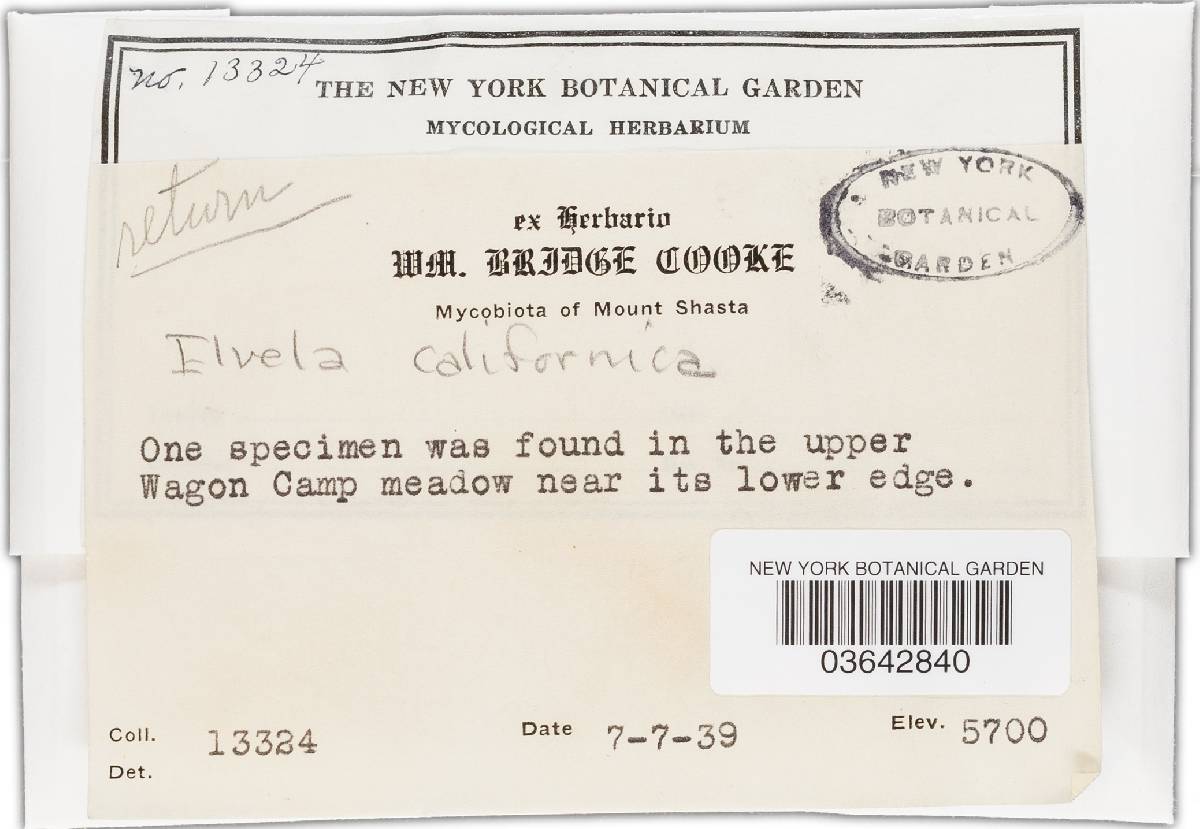 no. 13324
THE NEW YORK BOTANICAL GARDEN
MYCOLOGICAL HERBARIUM
return
NEW YORK
BOTANICAL
GARDEN
ex Herbario
WM. BRIDGE COOKE
Mycobiota of Mount Shasta
Elvela californica
One specimen was found in the upper
Wagon Camp meadow near its lower edge.
NEW YORK BOTANICAL GARDEN
03642840
Coll. 13324 Date 7-7-39 Elev. 5700
Det.